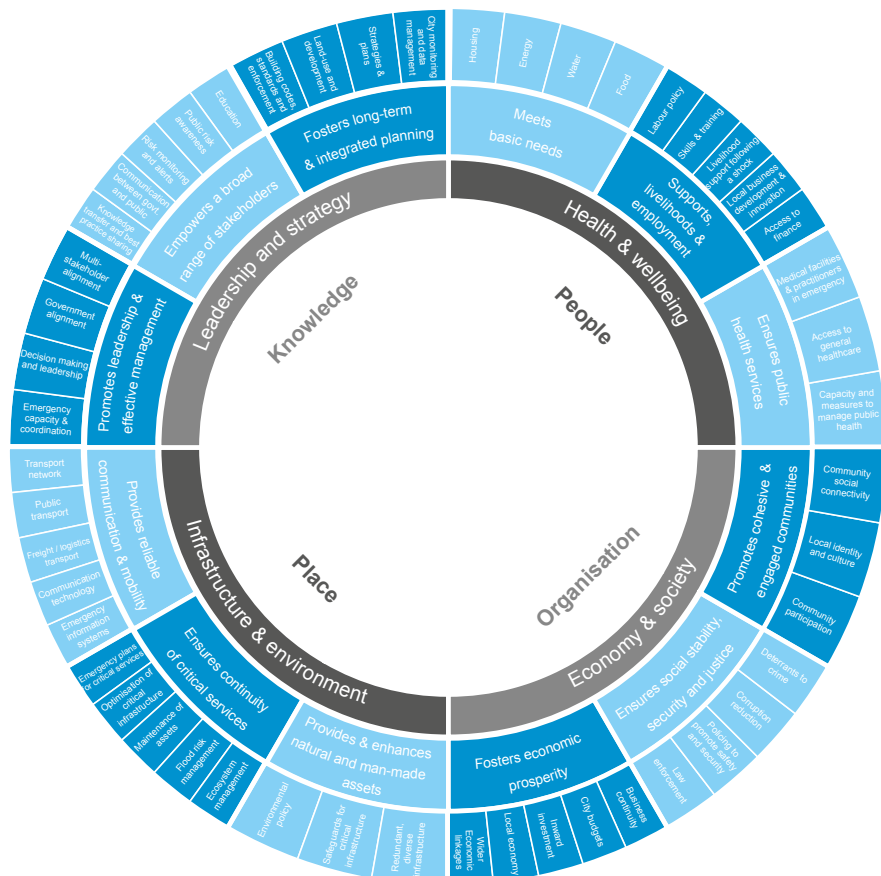 People
Health & wellbeing
Meets
basic needs
Housing
Energy
Water
Food
Supports,
livelihoods &
employment
Labour policy
Skills & training
Livelihood
support following
a shock
Local business
development &
innovation
Access to
finance
Ensures public
health services
Medical facilities
& practitioners
in emergency
Access to
general
healthcare
Capacity and
measures to
manage public
health
Organisation
Economy & society
Promotes cohesive &
engaged communities
Community
social
connectivity
Local identity
and culture
Community
participation
Ensures social stability,
security and justice
Deterrants to
crime
Corruption
reduction
Policing to
promote safety
and security
Law
enforcement
Fosters economic
prosperity
Business
continuity
City budgets
Inward
investment
Local economy
Wider
Economic
linkages
Place
Infrastructure & environment
Provides & enhances
natural and man-made
assets
Redundant,
diverse
infrastructure
Safeguards for
critical
infrastructure
Environmental
policy
Ensures continuity
of critical services
Ecosystem
management
Flood risk
management
Maintenance of
assets
Optimisation of
critical
infrastructure
Emergency plans
or critical services
Provides reliable
communication & mobility
Emergency
information
systems
Communication
technology
Freight / logistics
transport
Public
transport
Transport
network
Knowledge
Leadership and strategy
Promotes leadership &
effective management
Emergency
capacity &
coordination
Decision making
and leadership
Government
alignment
Multi-
stakeholder
alignment
Empowers a broad
range of stakeholders
Knowledge
transfer and best
practice sharing
Communication
between govt.
and public
Risk monitoring
and alerts
Public risk
awareness
Education
Fosters long-term
& integrated planning
Building codes,
standards and
enforcement
Land-use and
development
Strategies &
plans
City monitoring
and data
management